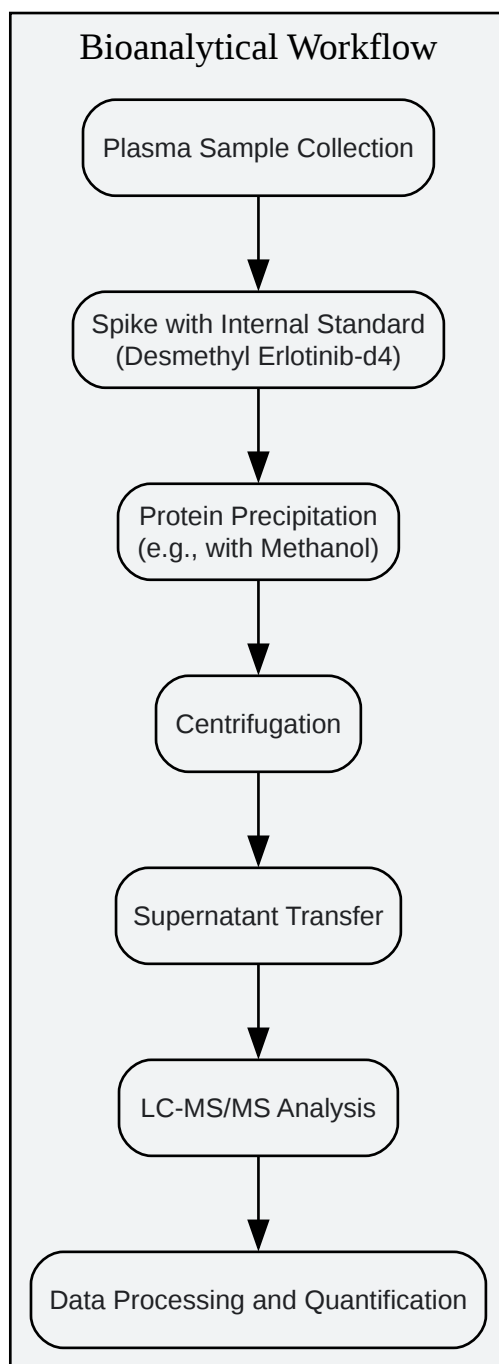 Bioanalytical Workflow
Plasma Sample Collection
Spike with Internal Standard
(Desmethyl Erlotinib-d4)
Protein Precipitation
(e.g., with Methanol)
Centrifugation
Supernatant Transfer
LC-MS/MS Analysis
Data Processing and Quantification